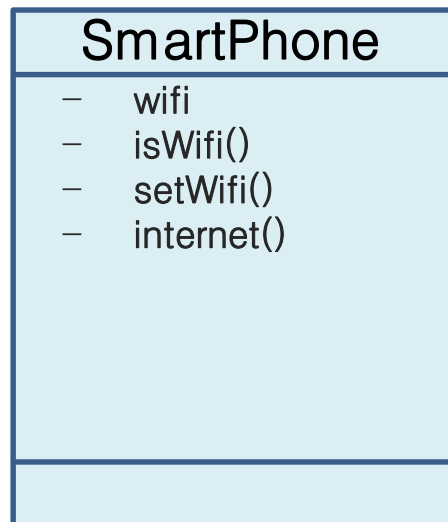 SmartPhone
– wifi
– isWifi()
– setWifi()
– internet()